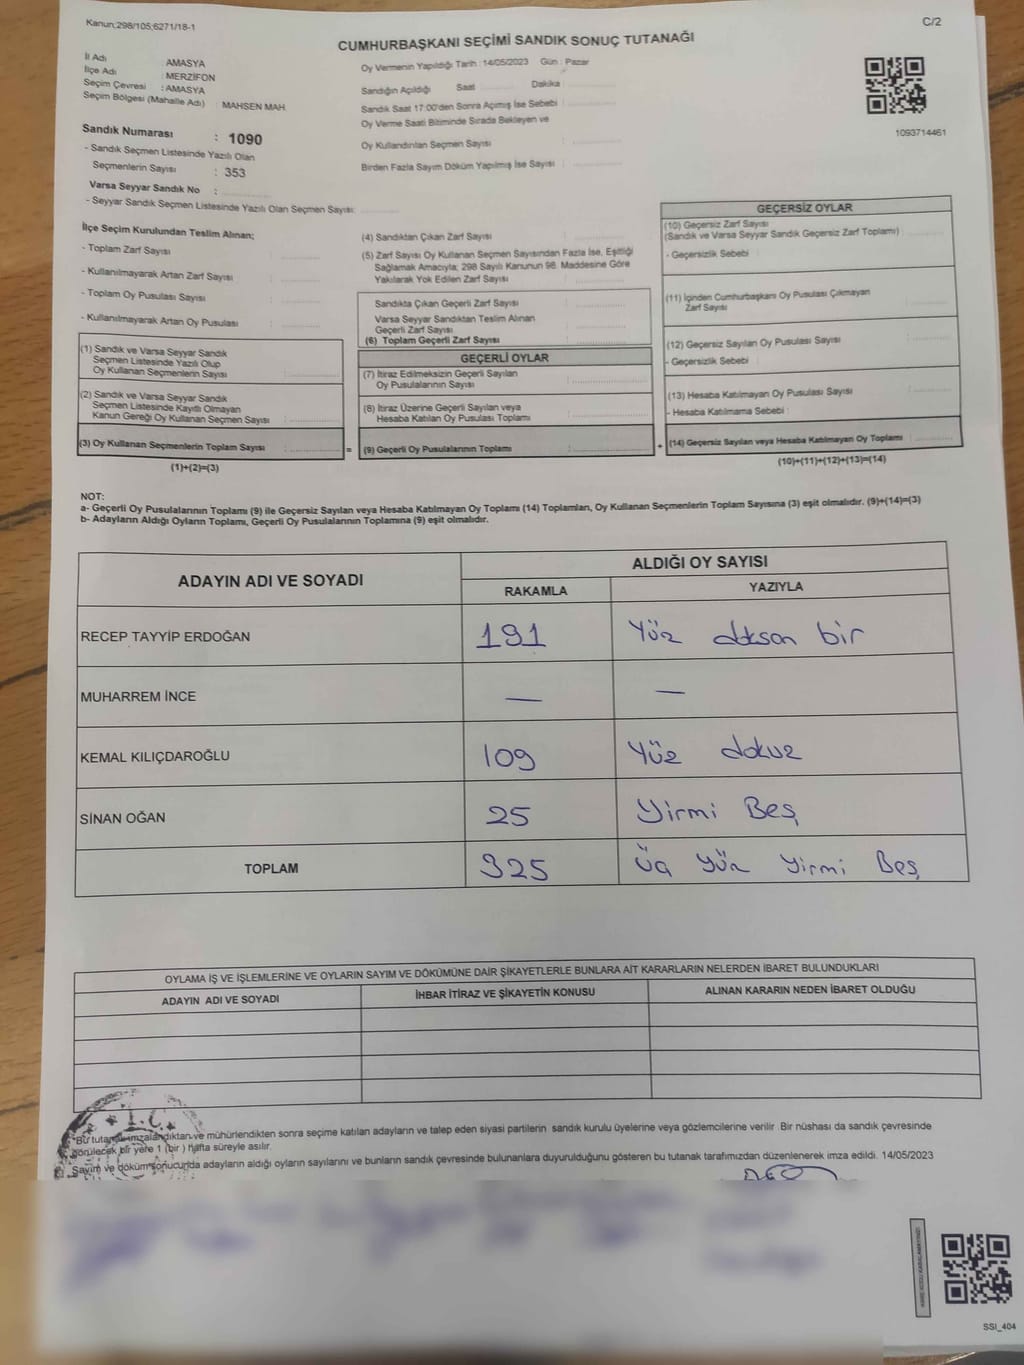 Kanun;298/105;6271/18-1
C/2
CUMHURBAŞKANI SEÇİMİ SANDIK SONUÇ TUTANAĞI
İl Adı : AMASYA
İlçe Adı : MERZİFON
Seçim Çevresi : AMASYA
Seçim Bölgesi (Mahalle Adı) : MAHSEN MAH.
Sandık Numarası : 1090
- Sandık Seçmen Listesinde Yazılı Olan
Seçmenlerin Sayısı : 353
Varsa Seyyar Sandık No :
- Seyyar Sandık Seçmen Listesinde Yazılı Olan Seçmen Sayısı:
Oy Vermenin Yapıldığı Tarih : 14/05/2023 Gün : Pazar
Sandığın Açıldığı Saat Dakika
Sandık Saat 17:00'den Sonra Açımış İse Sebebi
Oy Verme Saati Bitiminde Sırada Bekleyen ve
Oy Kullandırılan Seçmen Sayısı
Birden Fazla Sayım Döküm Yapılmış İse Sayısı
1093714461
İlçe Seçim Kurulundan Teslim Alınan;
- Toplam Zarf Sayısı
- Kullanılmayarak Artan Zarf Sayısı
- Toplam Oy Pusulası Sayısı
- Kullanılmayarak Artan Oy Pusulası
(1) Sandık ve Varsa Seyyar Sandık
Seçmen Listesinde Yazılı Olup
Oy Kullanan Seçmenlerin Sayısı
(2) Sandık ve Varsa Seyyar Sandık
Seçmen Listesinde Kayıtlı Olmayan
Kanun Gereği Oy Kullanan Seçmen Sayısı
(3) Oy Kullanan Seçmenlerin Toplam Sayısı
(1)+(2)=(3)
(4) Sandıktan Çıkan Zarf Sayısı
(5) Zarf Sayısı Oy Kullanan Seçmen Sayısından Fazla İse, Eşitliği
Sağlamak Amacıyla; 298 Sayılı Kanunun 98. Maddesine Göre
Yakılarak Yok Edilen Zarf Sayısı
Sandıkta Çıkan Geçerli Zarf Sayısı
Varsa Seyyar Sandıktan Teslim Alınan
Geçerli Zarf Sayısı
(6) Toplam Geçerli Zarf Sayısı
GEÇERLİ OYLAR
(7) İtiraz Edilmeksizin Geçerli Sayılan
Oy Pusulalarının Sayısı
(8) İtiraz Üzerine Geçerli Sayılan veya
Hesaba Katılan Oy Pusulası Toplamı
= (9) Geçerli Oy Pusulalarının Toplamı
GEÇERSİZ OYLAR
(10) Geçersiz Zarf Sayısı
(Sandık ve Varsa Seyyar Sandık Geçersiz Zarf Toplamı)
- Geçersizlik Sebebi
(11) İçinden Cumhurbaşkanı Oy Pusulası Çıkmayan
Zarf Sayısı
(12) Geçersiz Sayılan Oy Pusulası Sayısı
- Geçersizlik Sebebi
(13) Hesaba Katılmayan Oy Pusulası Sayısı
- Hesaba Katılmama Sebebi
+ (14) Geçersiz Sayılan veya Hesaba Katılmayan Oy Toplamı
(10)+(11)+(12)+(13)=(14)
NOT:
a- Geçerli Oy Pusulalarının Toplamı (9) ile Geçersiz Sayılan veya Hesaba Katılmayan Oy Toplamı (14) Toplamları, Oy Kullanan Seçmenlerin Toplam Sayısına (3) eşit olmalıdır. (9)+(14)=(3)
b- Adayların Aldığı Oyların Toplamı, Geçerli Oy Pusulalarının Toplamına (9) eşit olmalıdır.
ADAYIN ADI VE SOYADI ALDIĞI OY SAYISI
RAKAMLA YAZIYLA
RECEP TAYYİP ERDOĞAN 191 Yüz doksan bir
MUHARREM İNCE — —
KEMAL KILIÇDAROĞLU 109 Yüz dokuz
SİNAN OĞAN 25 Yirmi Beş
TOPLAM 325 Üç yüz yirmi Beş
OYLAMA İŞ VE İŞLEMLERİNE VE OYLARIN SAYIM VE DÖKÜMÜNE DAİR ŞİKAYETLERLE BUNLARA AİT KARARLARIN NELERDEN İBARET BULUNDUKLARI
ADAYIN ADI VE SOYADI İHBAR İTİRAZ VE ŞİKAYETİN KONUSU ALINAN KARARIN NEDEN İBARET OLDUĞU
T.C.
*Bu tutanak imzalandıktan ve mühürlendikten sonra seçime katılan adayların ve talep eden siyasi partilerin sandık kurulu üyelerine veya gözlemcilerine verilir. Bir nüshası da sandık çevresinde
görülecek bir yere 1 (bir) hafta süreyle asılır.
Sayım ve döküm sonucunda adayların aldığı oyların sayılarını ve bunların sandık çevresinde bulunanlara duyurulduğunu gösteren bu tutanak tarafımızdan düzenlenerek imza edildi. 14/05/2023
SSI_404